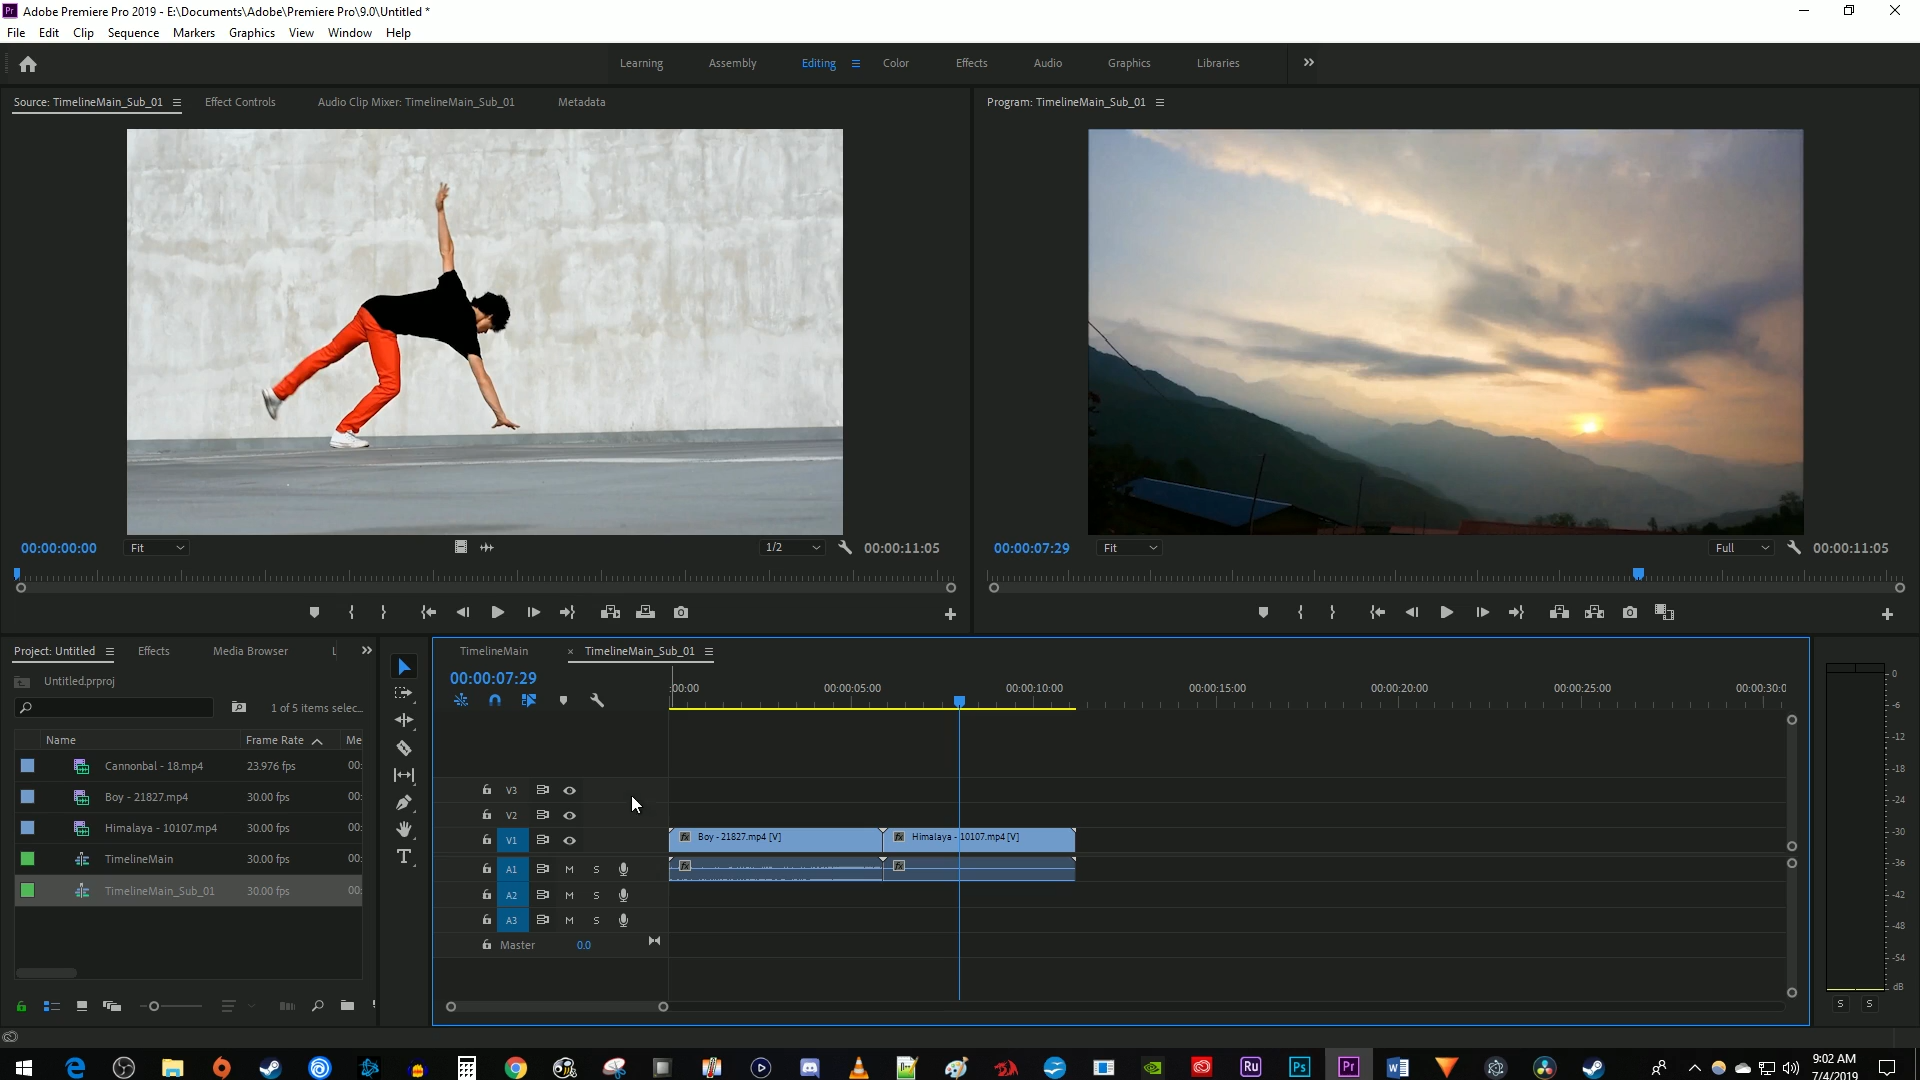 Adobe Premiere Pro 2019 - E:\Documents\Adobe\Premiere Pro\9.0\Untitled *
File Edit Clip Sequence Markers Graphics View Window Help
Learning Assembly Editing Color Effects Audio Graphics Libraries
Source: TimelineMain_Sub_01 Effect Controls Audio Clip Mixer: TimelineMain_Sub_01 Metadata
Program: TimelineMain_Sub_01
00:00:00:00 Fit 1/2 00:00:11:05
00:00:07:29 Fit Full 00:00:11:05
Project: Untitled Effects Media Browser
Untitled.prproj
1 of 5 items selec...
Name Frame Rate Me
Cannonbal - 18.mp4 23.976 fps 00:
Boy - 21827.mp4 30.00 fps 00:
Himalaya - 10107.mp4 30.00 fps 00:
TimelineMain 30.00 fps 00:
TimelineMain_Sub_01 30.00 fps 00:
TimelineMain × TimelineMain_Sub_01
00:00:07:29
:00:00 00:00:05:00 00:00:10:00 00:00:15:00 00:00:20:00 00:00:25:00 00:00:30:0
V3
V2
V1 fx Boy - 21827.mp4 [V] fx Himalaya - 10107.mp4 [V]
A1 M S fx fx
A2 M S
A3 M S
Master 0.0
0
-6
-12
-18
-24
-30
-36
-42
-48
-54
dB
S S
Pr Ru Ps Pr W
9:02 AM
7/4/2019